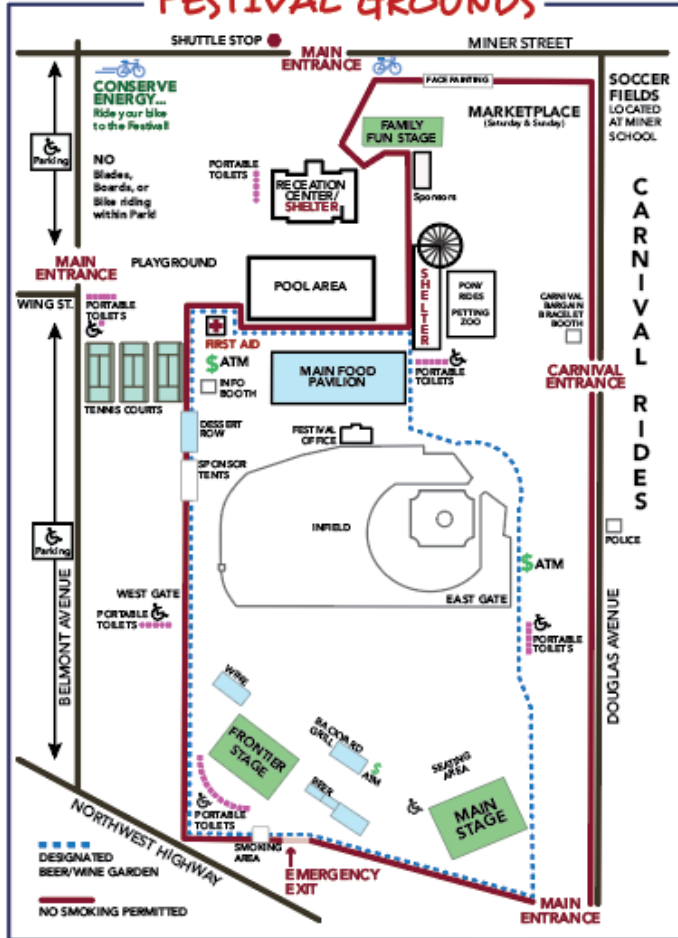 FESTIVAL GROUNDS
SHUTTLE STOP
MAIN
ENTRANCE
MINER STREET
CONSERVE
ENERGY...
Ride your bike
to the Festival!
NO
Blades,
Boards, or
Bike riding
within Park!
Parking
FACE PAINTING
MARKETPLACE
(Saturday & Sunday)
SOCCER
FIELDS
LOCATED
AT MINER
SCHOOL
FAMILY
FUN STAGE
PORTABLE
TOILETS
RECEATION
CENTER/
SHELTER
Sponsors
CARNIVAL RIDES
MAIN
ENTRANCE
PLAYGROUND
POOL AREA
SHELTER
PONY
RIDES
PETTING
ZOO
CARNIVAL
BARGAIN
BRACELET
BOOTH
WING ST.
PORTABLE
TOILETS
FIRST AID
$ ATM
INFO
BOOTH
MAIN FOOD
PAVILION
PORTABLE
TOILETS
CARNIVAL
ENTRANCE
TENNIS COURTS
DESSERT
ROW
FESTIVAL
OFFICE
SPONSOR
TENTS
INFIELD
POLICE
Parking
$ ATM
WEST GATE
EAST GATE
PORTABLE
TOILETS
PORTABLE
TOILETS
BELMONT AVENUE
DOUGLAS AVENUE
WINE
FRONTIER
STAGE
BACKYARD
GRILL
$
ATM
BEER
SEATING
AREA
MAIN
STAGE
PORTABLE
TOILETS
SMOKING
AREA
NORTHWEST HIGHWAY
EMERGENCY
EXIT
MAIN
ENTRANCE
DESIGNATED
BEER/WINE GARDEN
NO SMOKING PERMITTED